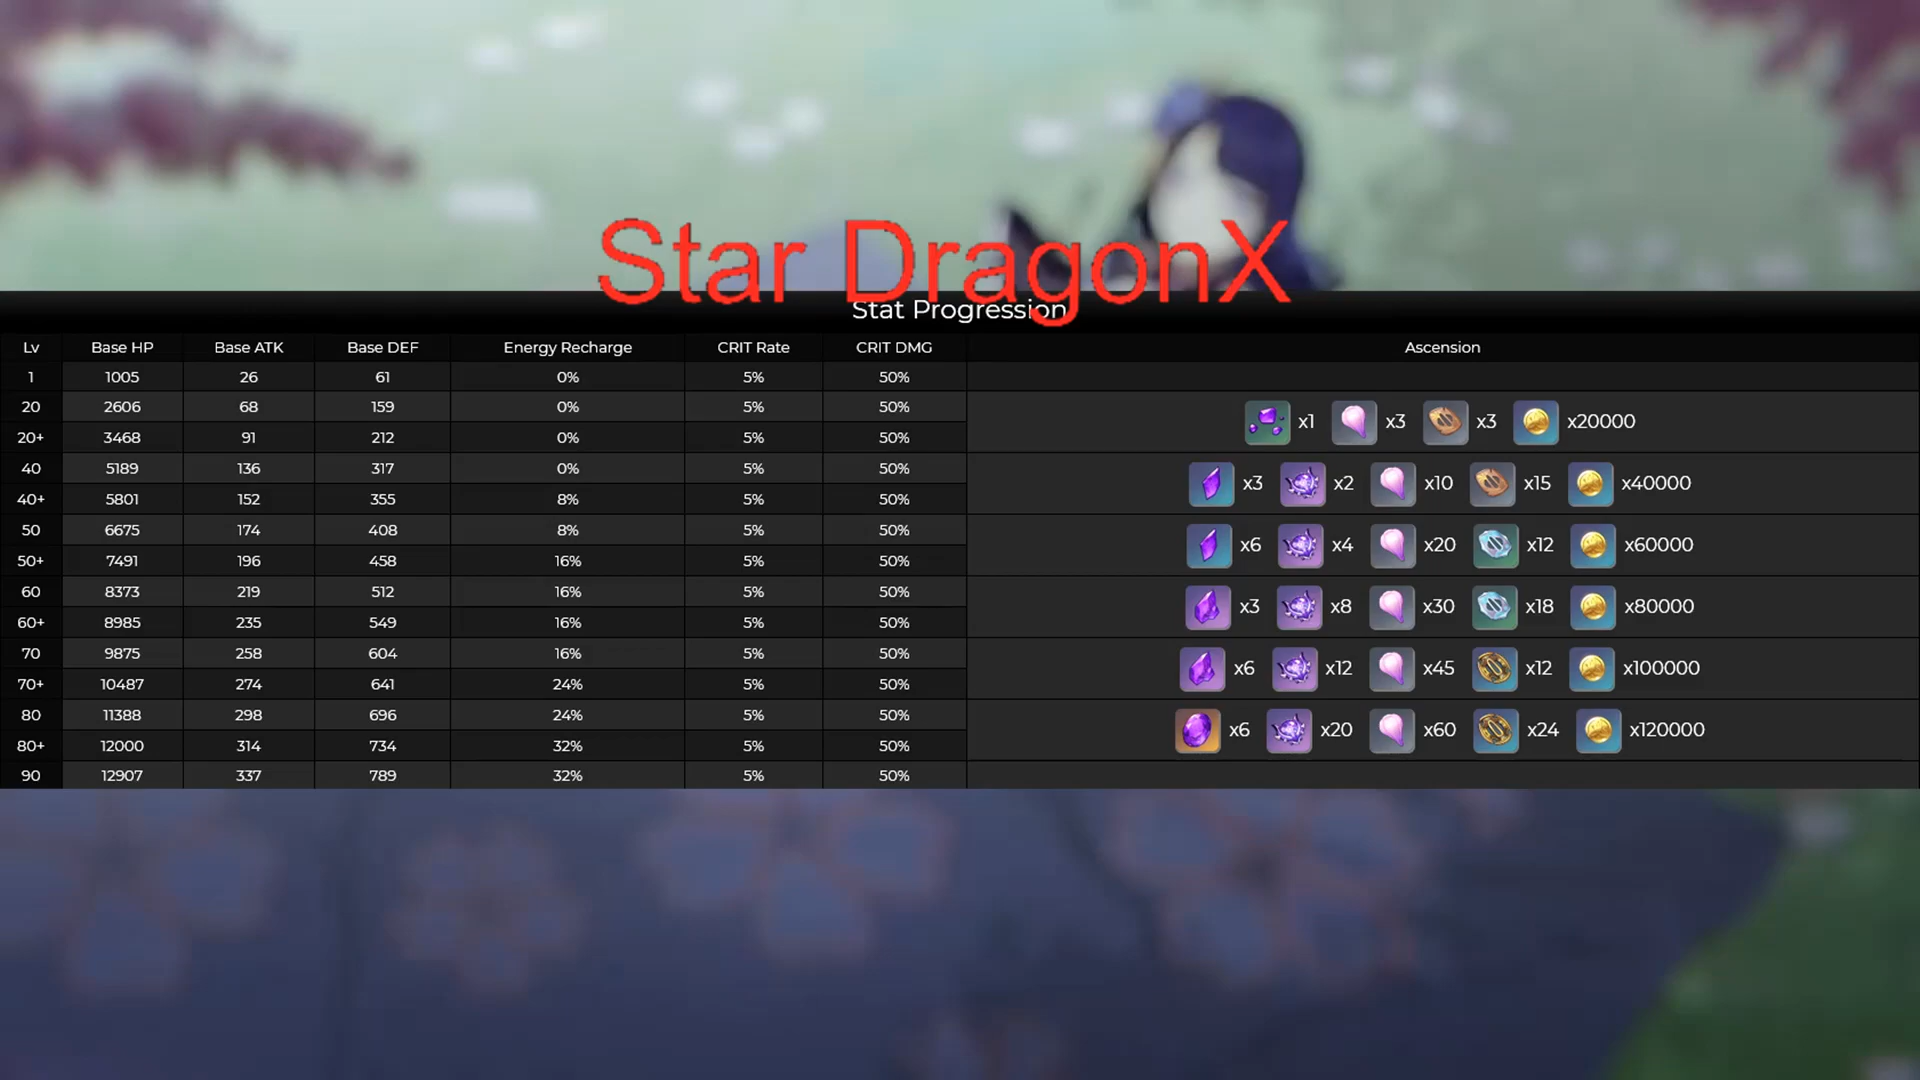 Star DragonX
Stat Progression
Lv Base HP Base ATK Base DEF Energy Recharge CRIT Rate CRIT DMG Ascension
1 1005 26 61 0% 5% 50%
20 2606 68 159 0% 5% 50%
x1 x3 x3 x20000
20+ 3468 91 212 0% 5% 50%
40 5189 136 317 0% 5% 50%
x3 x2 x10 x15 x40000
40+ 5801 152 355 8% 5% 50%
50 6675 174 408 8% 5% 50%
x6 x4 x20 x12 x60000
50+ 7491 196 458 16% 5% 50%
60 8373 219 512 16% 5% 50%
x3 x8 x30 x18 x80000
60+ 8985 235 549 16% 5% 50%
70 9875 258 604 16% 5% 50%
x6 x12 x45 x12 x100000
70+ 10487 274 641 24% 5% 50%
80 11388 298 696 24% 5% 50%
x6 x20 x60 x24 x120000
80+ 12000 314 734 32% 5% 50%
90 12907 337 789 32% 5% 50%